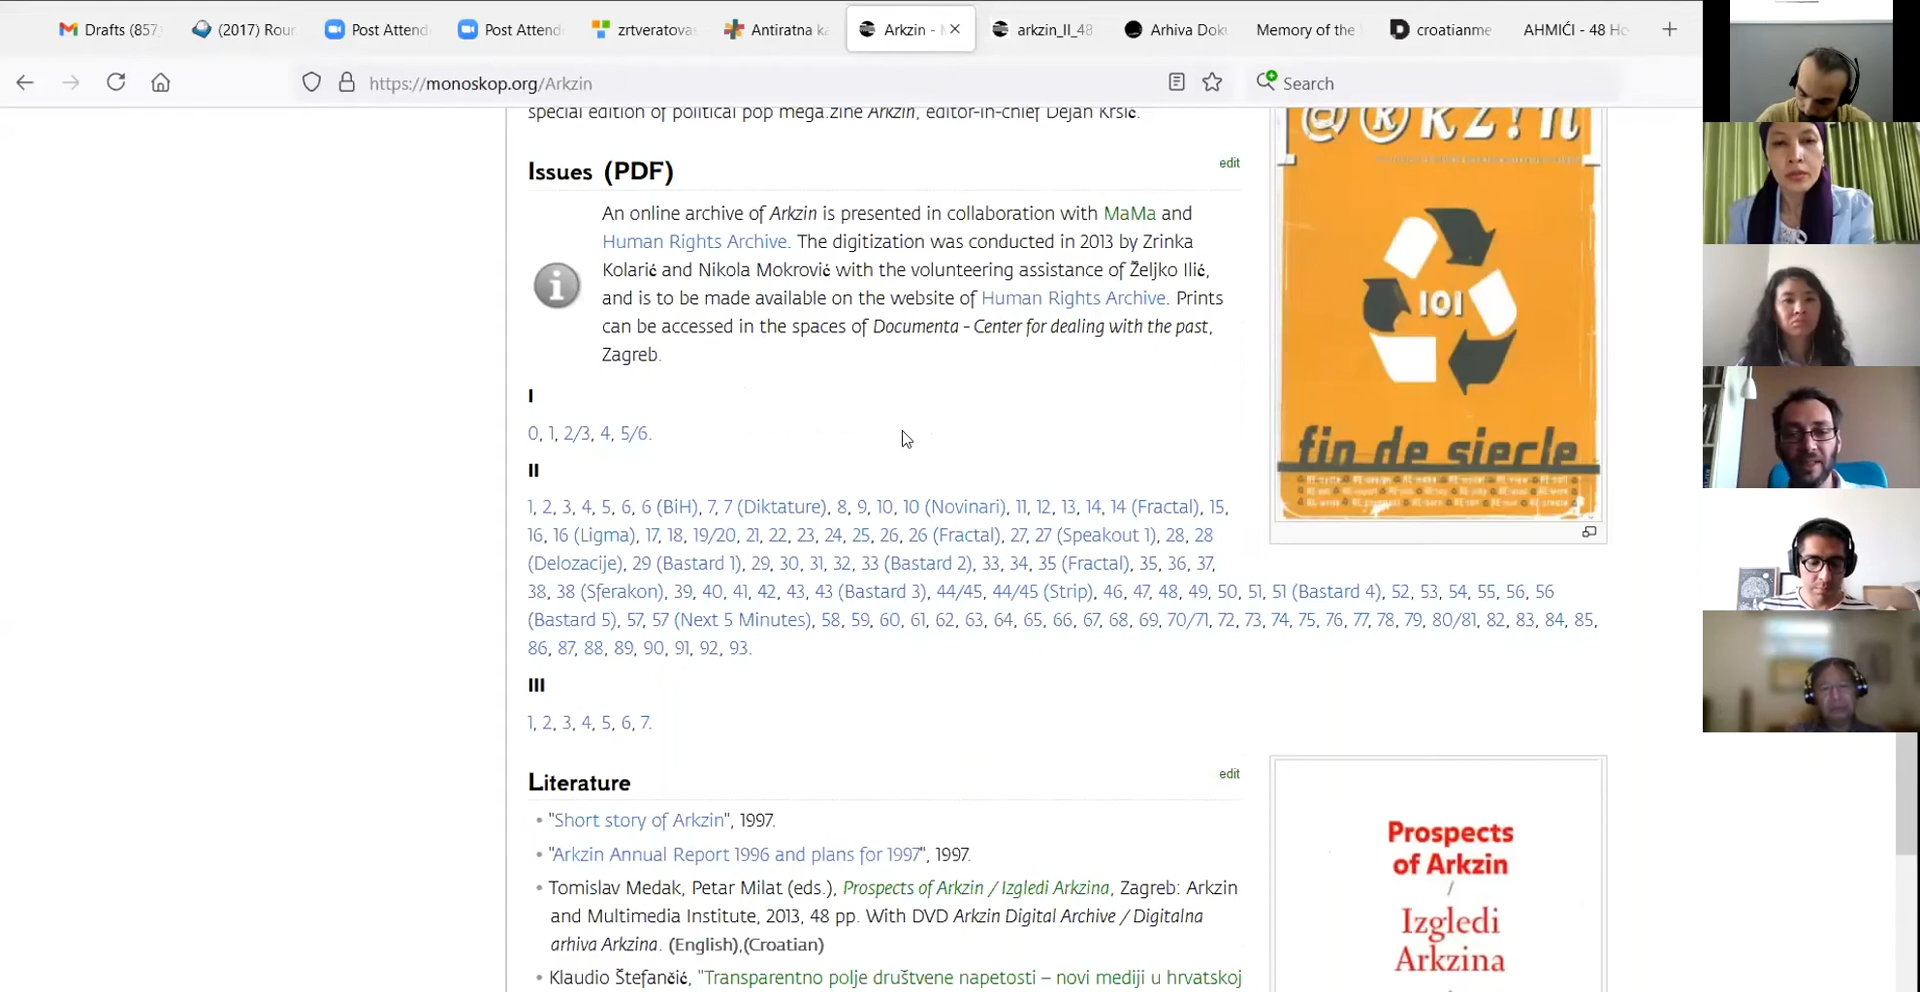 Drafts (857)
(2017) Rour
Post Attend
Post Attend
zrtveratovas
Antiratna ka
Arkzin -
arkzin_II_48
Arhiva Doku
Memory of the
croatianme
AHMIĆI - 48 Ho
https://monoskop.org/Arkzin
Search
special edition of political pop mega.zine Arkzin, editor-in-chief Dejan Kršić.
Issues (PDF)
edit
An online archive of Arkzin is presented in collaboration with MaMa and
Human Rights Archive. The digitization was conducted in 2013 by Zrinka
Kolarić and Nikola Mokrović with the volunteering assistance of Željko Ilić,
and is to be made available on the website of Human Rights Archive. Prints
can be accessed in the spaces of Documenta - Center for dealing with the past,
Zagreb.
I
0, 1, 2/3, 4, 5/6.
II
1, 2, 3, 4, 5, 6, 6 (BiH), 7, 7 (Diktature), 8, 9, 10, 10 (Novinari), 11, 12, 13, 14, 14 (Fractal), 15,
16, 16 (Ligma), 17, 18, 19/20, 21, 22, 23, 24, 25, 26, 26 (Fractal), 27, 27 (Speakout 1), 28, 28
(Delozacije), 29 (Bastard 1), 29, 30, 31, 32, 33 (Bastard 2), 33, 34, 35 (Fractal), 35, 36, 37,
38, 38 (Sferakon), 39, 40, 41, 42, 43, 43 (Bastard 3), 44/45, 44/45 (Strip), 46, 47, 48, 49, 50, 51, 51 (Bastard 4), 52, 53, 54, 55, 56, 56
(Bastard 5), 57, 57 (Next 5 Minutes), 58, 59, 60, 61, 62, 63, 64, 65, 66, 67, 68, 69, 70/71, 72, 73, 74, 75, 76, 77, 78, 79, 80/81, 82, 83, 84, 85,
86, 87, 88, 89, 90, 91, 92, 93.
III
1, 2, 3, 4, 5, 6, 7.
Literature
edit
• "Short story of Arkzin", 1997.
• "Arkzin Annual Report 1996 and plans for 1997", 1997.
• Tomislav Medak, Petar Milat (eds.), Prospects of Arkzin / Izgledi Arkzina, Zagreb: Arkzin
and Multimedia Institute, 2013, 48 pp. With DVD Arkzin Digital Archive / Digitalna
arhiva Arkzina. (English),(Croatian)
• Klaudio Štefančić, "Transparentno polje društvene napetosti – novi mediji u hrvatskoj
@®kz!n
101
fin de siecle
Prospects
of Arkzin
/
Izgledi
Arkzina